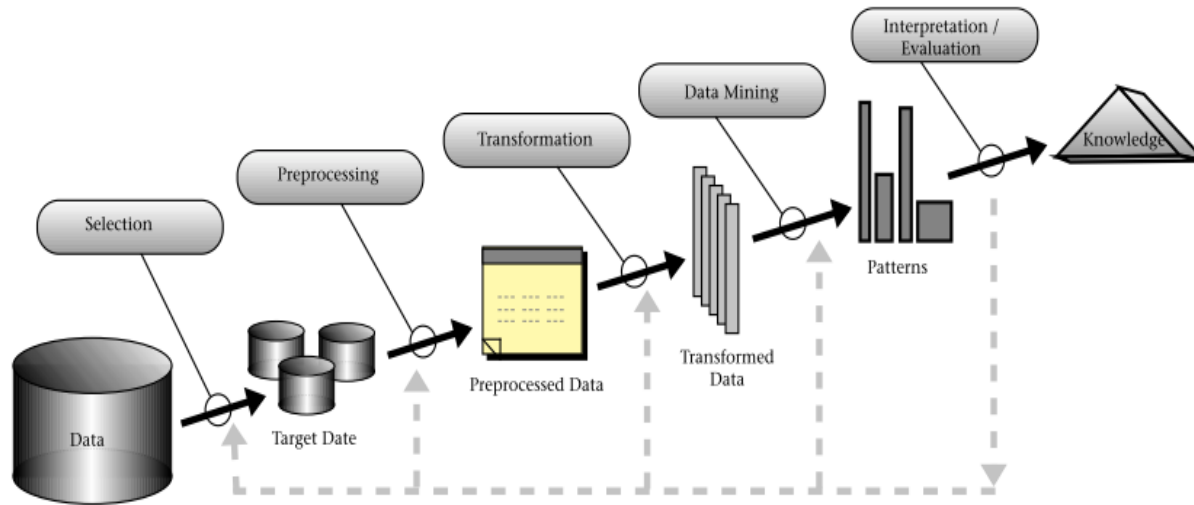 Interpretation /
Evaluation
Data Mining
Transformation
Preprocessing
Selection
Knowledge
Patterns
Transformed
Data
Preprocessed Data
Target Date
Data